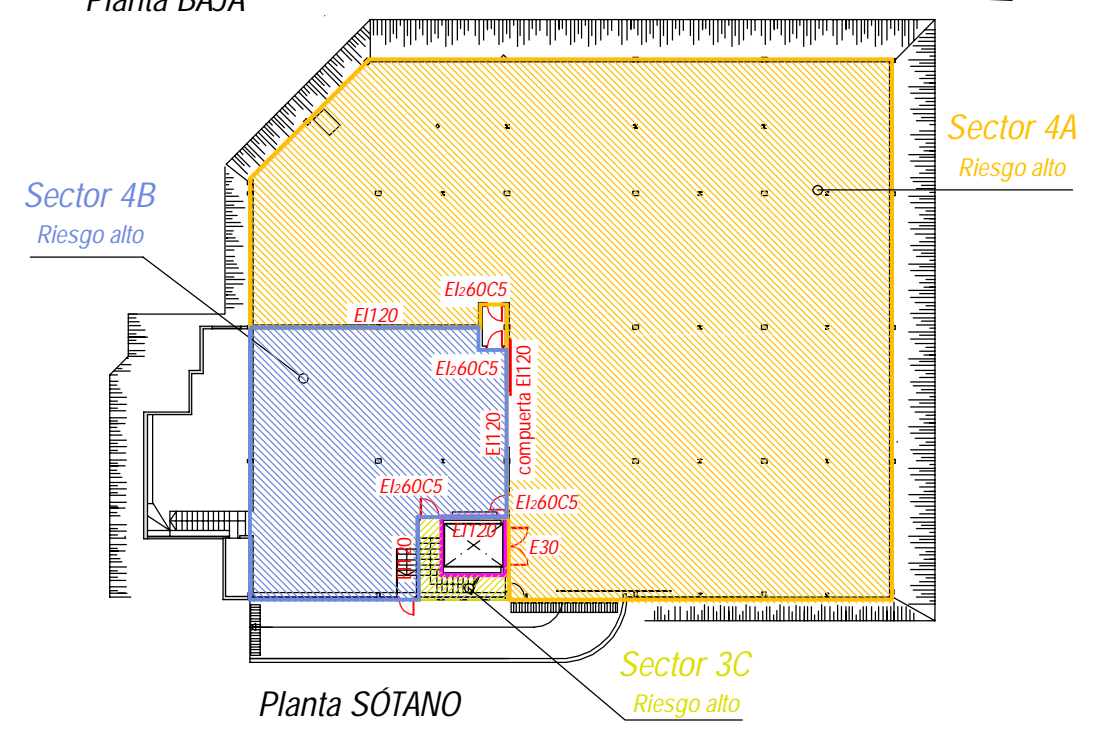 Planta BAJA
Sector 4A
Riesgo alto
Sector 4B
Riesgo alto
EI260C5
EI120
EI260C5
compuerta EI120
EI120
EI260C5
EI260C5
EI120
E30
EI120
Sector 3C
Riesgo alto
Planta SÓTANO